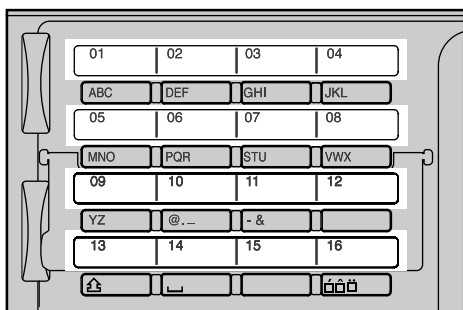 01 02 03 04
ABC DEF GHI JKL
05 06 07 08
MNO PQR STU VWX
09 10 11 12
YZ @._ - &
13 14 15 16
óôö